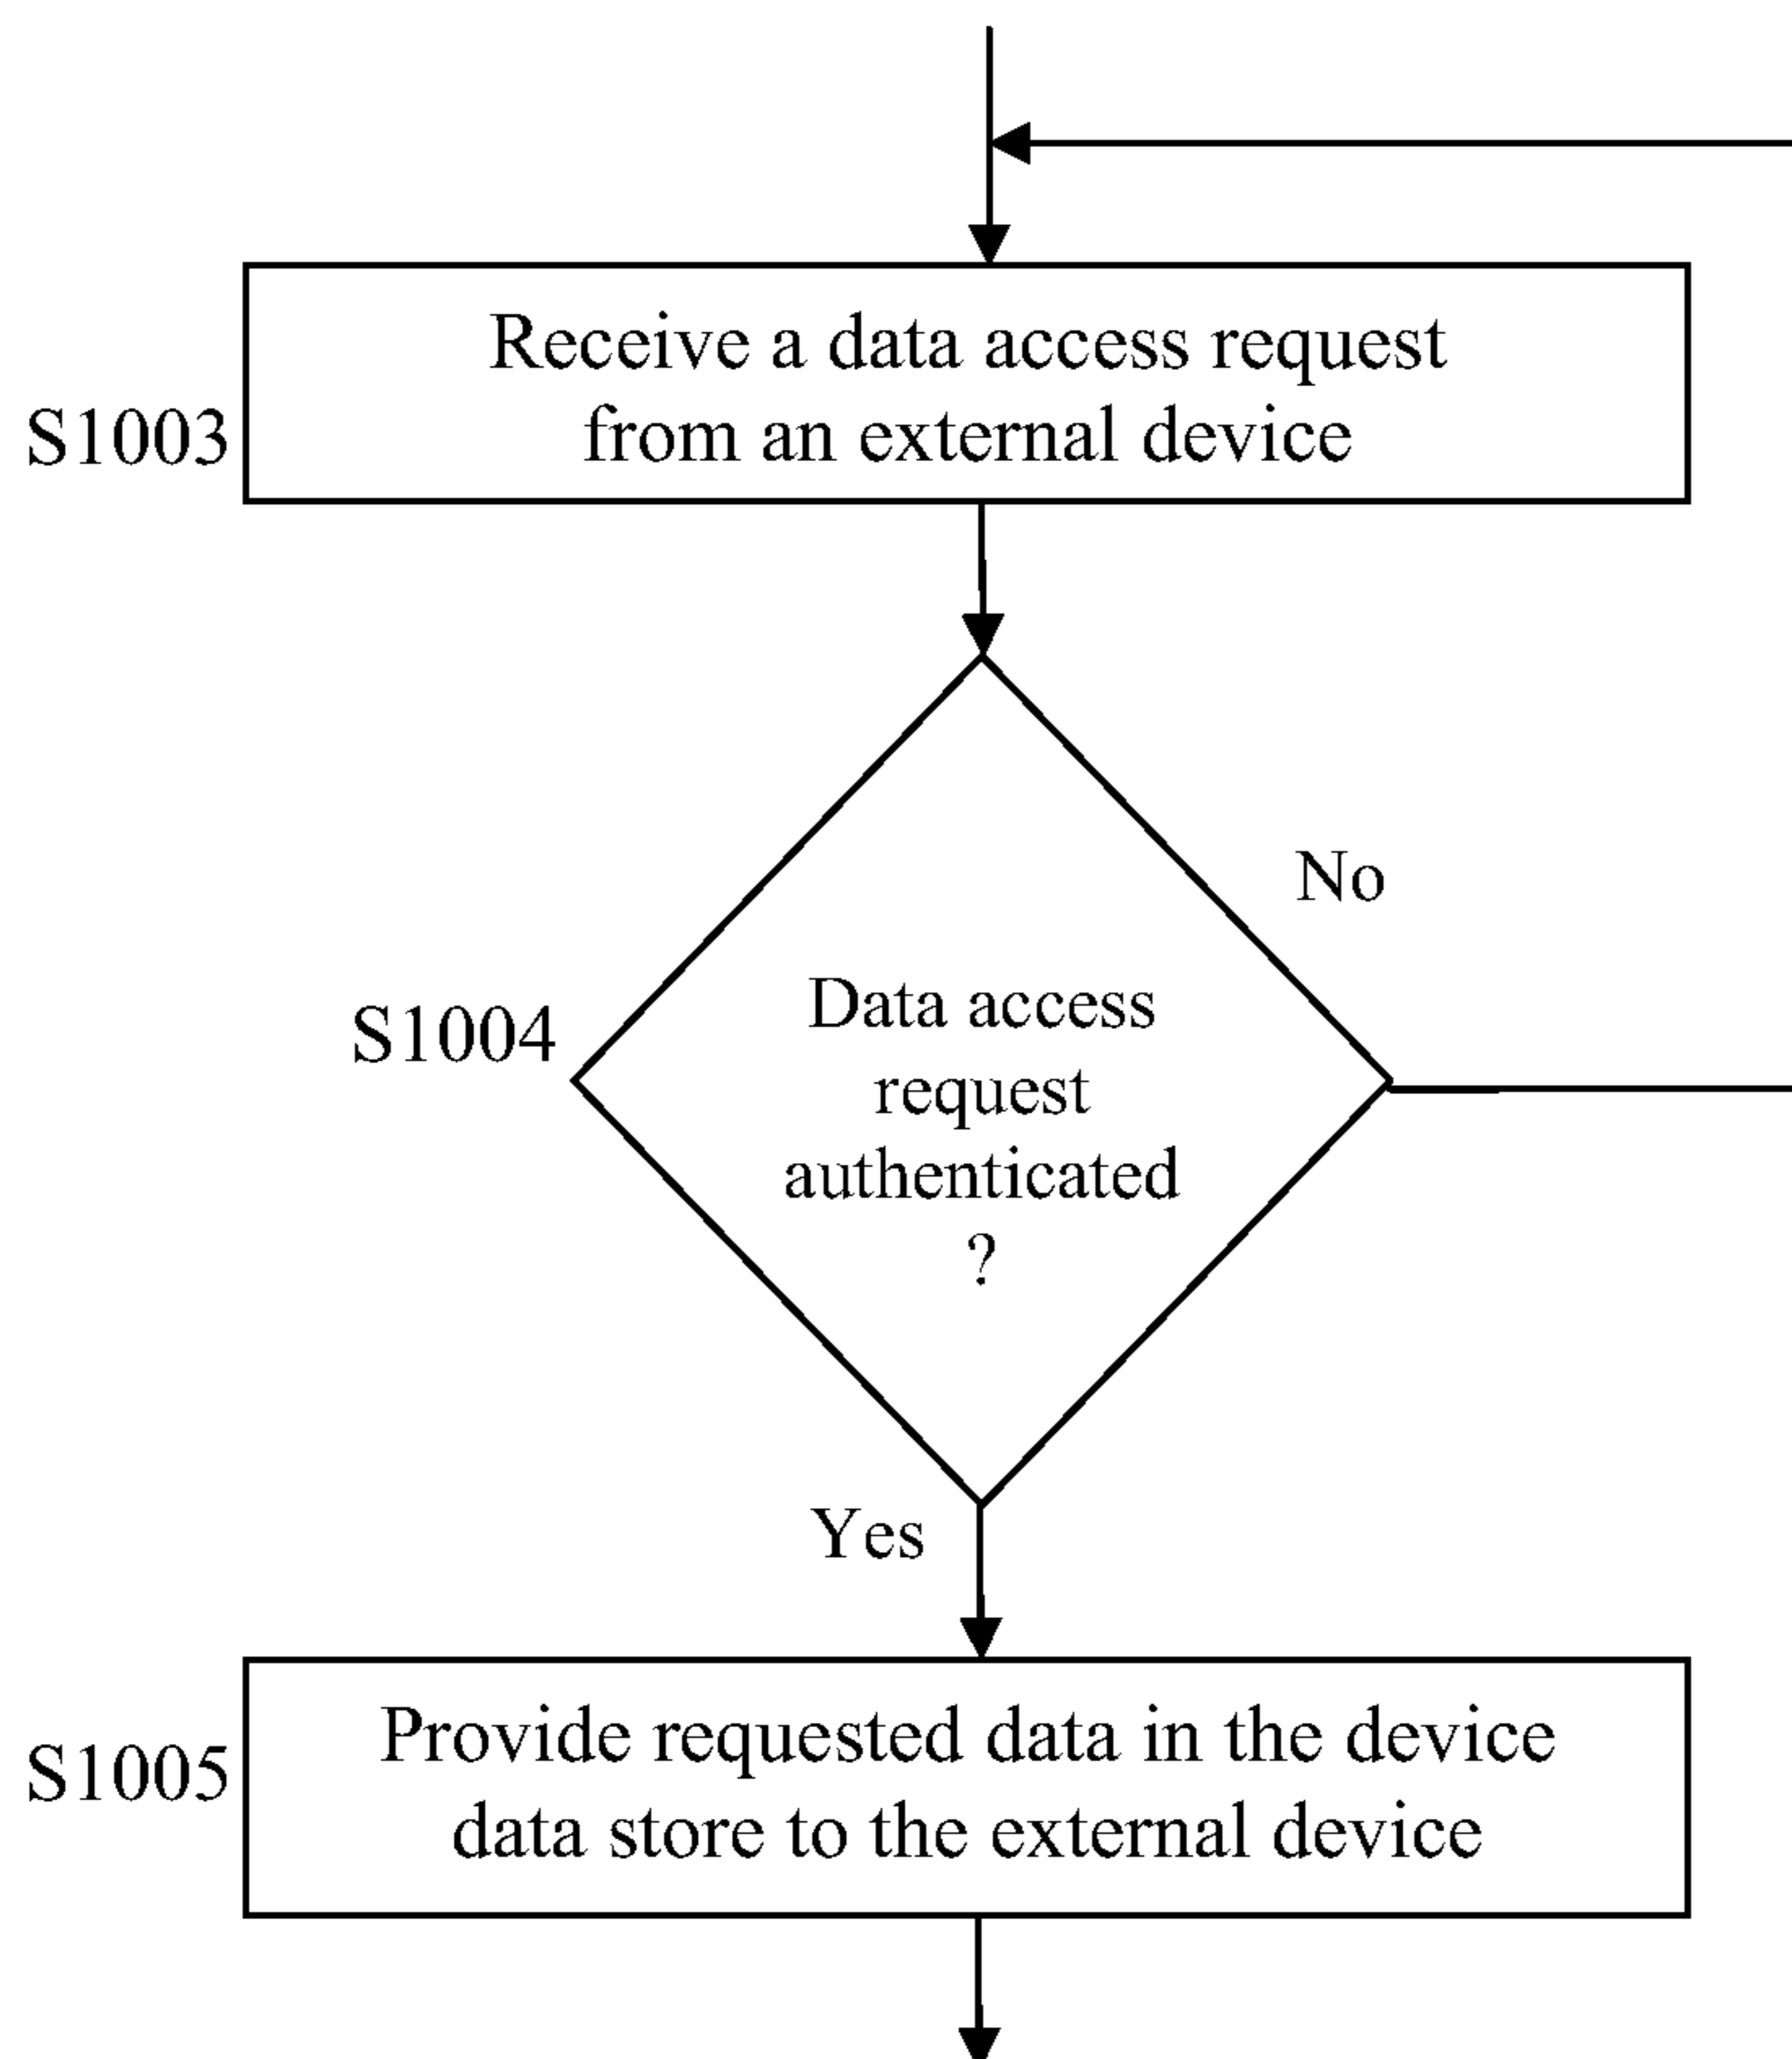 Receive a data access request
from an external device
S1003
No
S1004
Data access
request
authenticated
?
Yes
Provide requested data in the device
data store to the external device
S1005